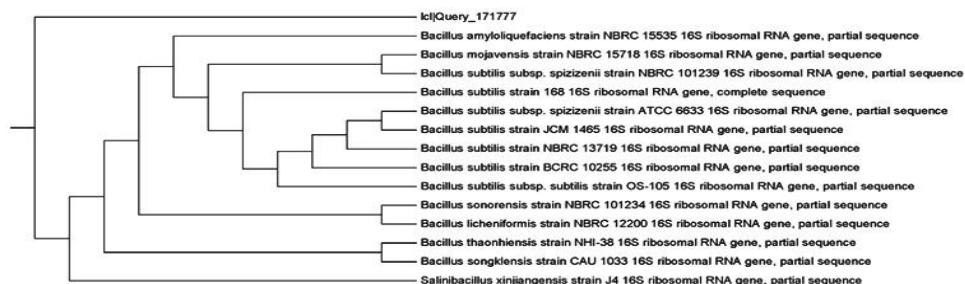 lcl|Query_171777
Bacillus amyloliquefaciens strain NBRC 15535 16S ribosomal RNA gene, partial sequence
Bacillus mojavensis strain NBRC 15718 16S ribosomal RNA gene, partial sequence
Bacillus subtilis subsp. spizizenii strain NBRC 101239 16S ribosomal RNA gene, partial sequence
Bacillus subtilis strain 168 16S ribosomal RNA gene, complete sequence
Bacillus subtilis subsp. spizizenii strain ATCC 6633 16S ribosomal RNA gene, partial sequence
Bacillus subtilis strain JCM 1465 16S ribosomal RNA gene, partial sequence
Bacillus subtilis strain NBRC 13719 16S ribosomal RNA gene, partial sequence
Bacillus subtilis strain BCRC 10255 16S ribosomal RNA gene, partial sequence
Bacillus subtilis subsp. subtilis strain OS-105 16S ribosomal RNA gene, partial sequence
Bacillus sonorensis strain NBRC 101234 16S ribosomal RNA gene, partial sequence
Bacillus licheniformis strain NBRC 12200 16S ribosomal RNA gene, partial sequence
Bacillus thaonhiensis strain NHI-38 16S ribosomal RNA gene, partial sequence
Bacillus songklensis strain CAU 1033 16S ribosomal RNA gene, partial sequence
Salinibacillus xinjiangensis strain J4 16S ribosomal RNA gene, partial sequence